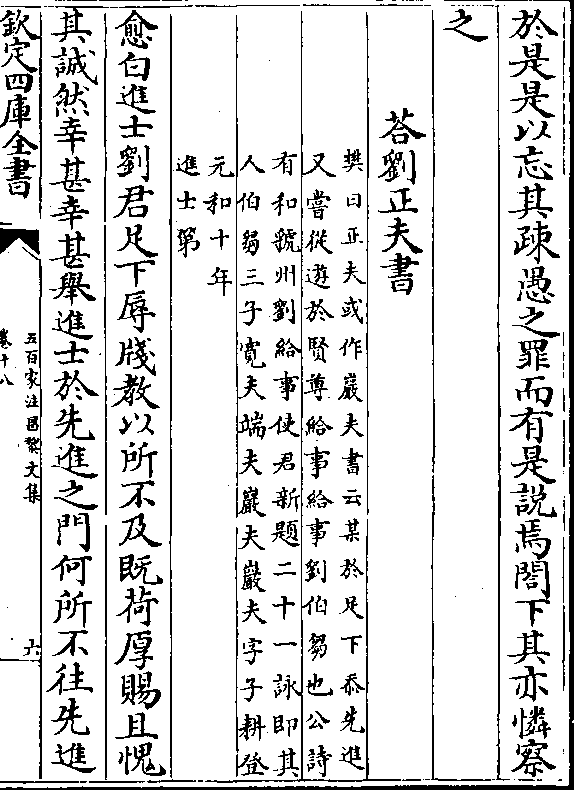 於是是以忘其疎愚之罪而有是說焉閤下其亦憐察
之
荅劉正夫書
樊曰正夫或作巖夫書云某於足下忝先進
又嘗從遊於賢尊給事給事劉伯芻也公詩
有和虢州劉給事使君新題二十一詠即其
人伯芻三子寛夫端夫巖夫巖夫字子耕登
元和十年
進士第
愈白進士劉君足下辱牋教以所不及既荷厚賜且愧
其誠然幸甚幸甚舉進士於先進之門何所不往先進
欽定四庫全書
五百家注昌黎文集
卷十八
六